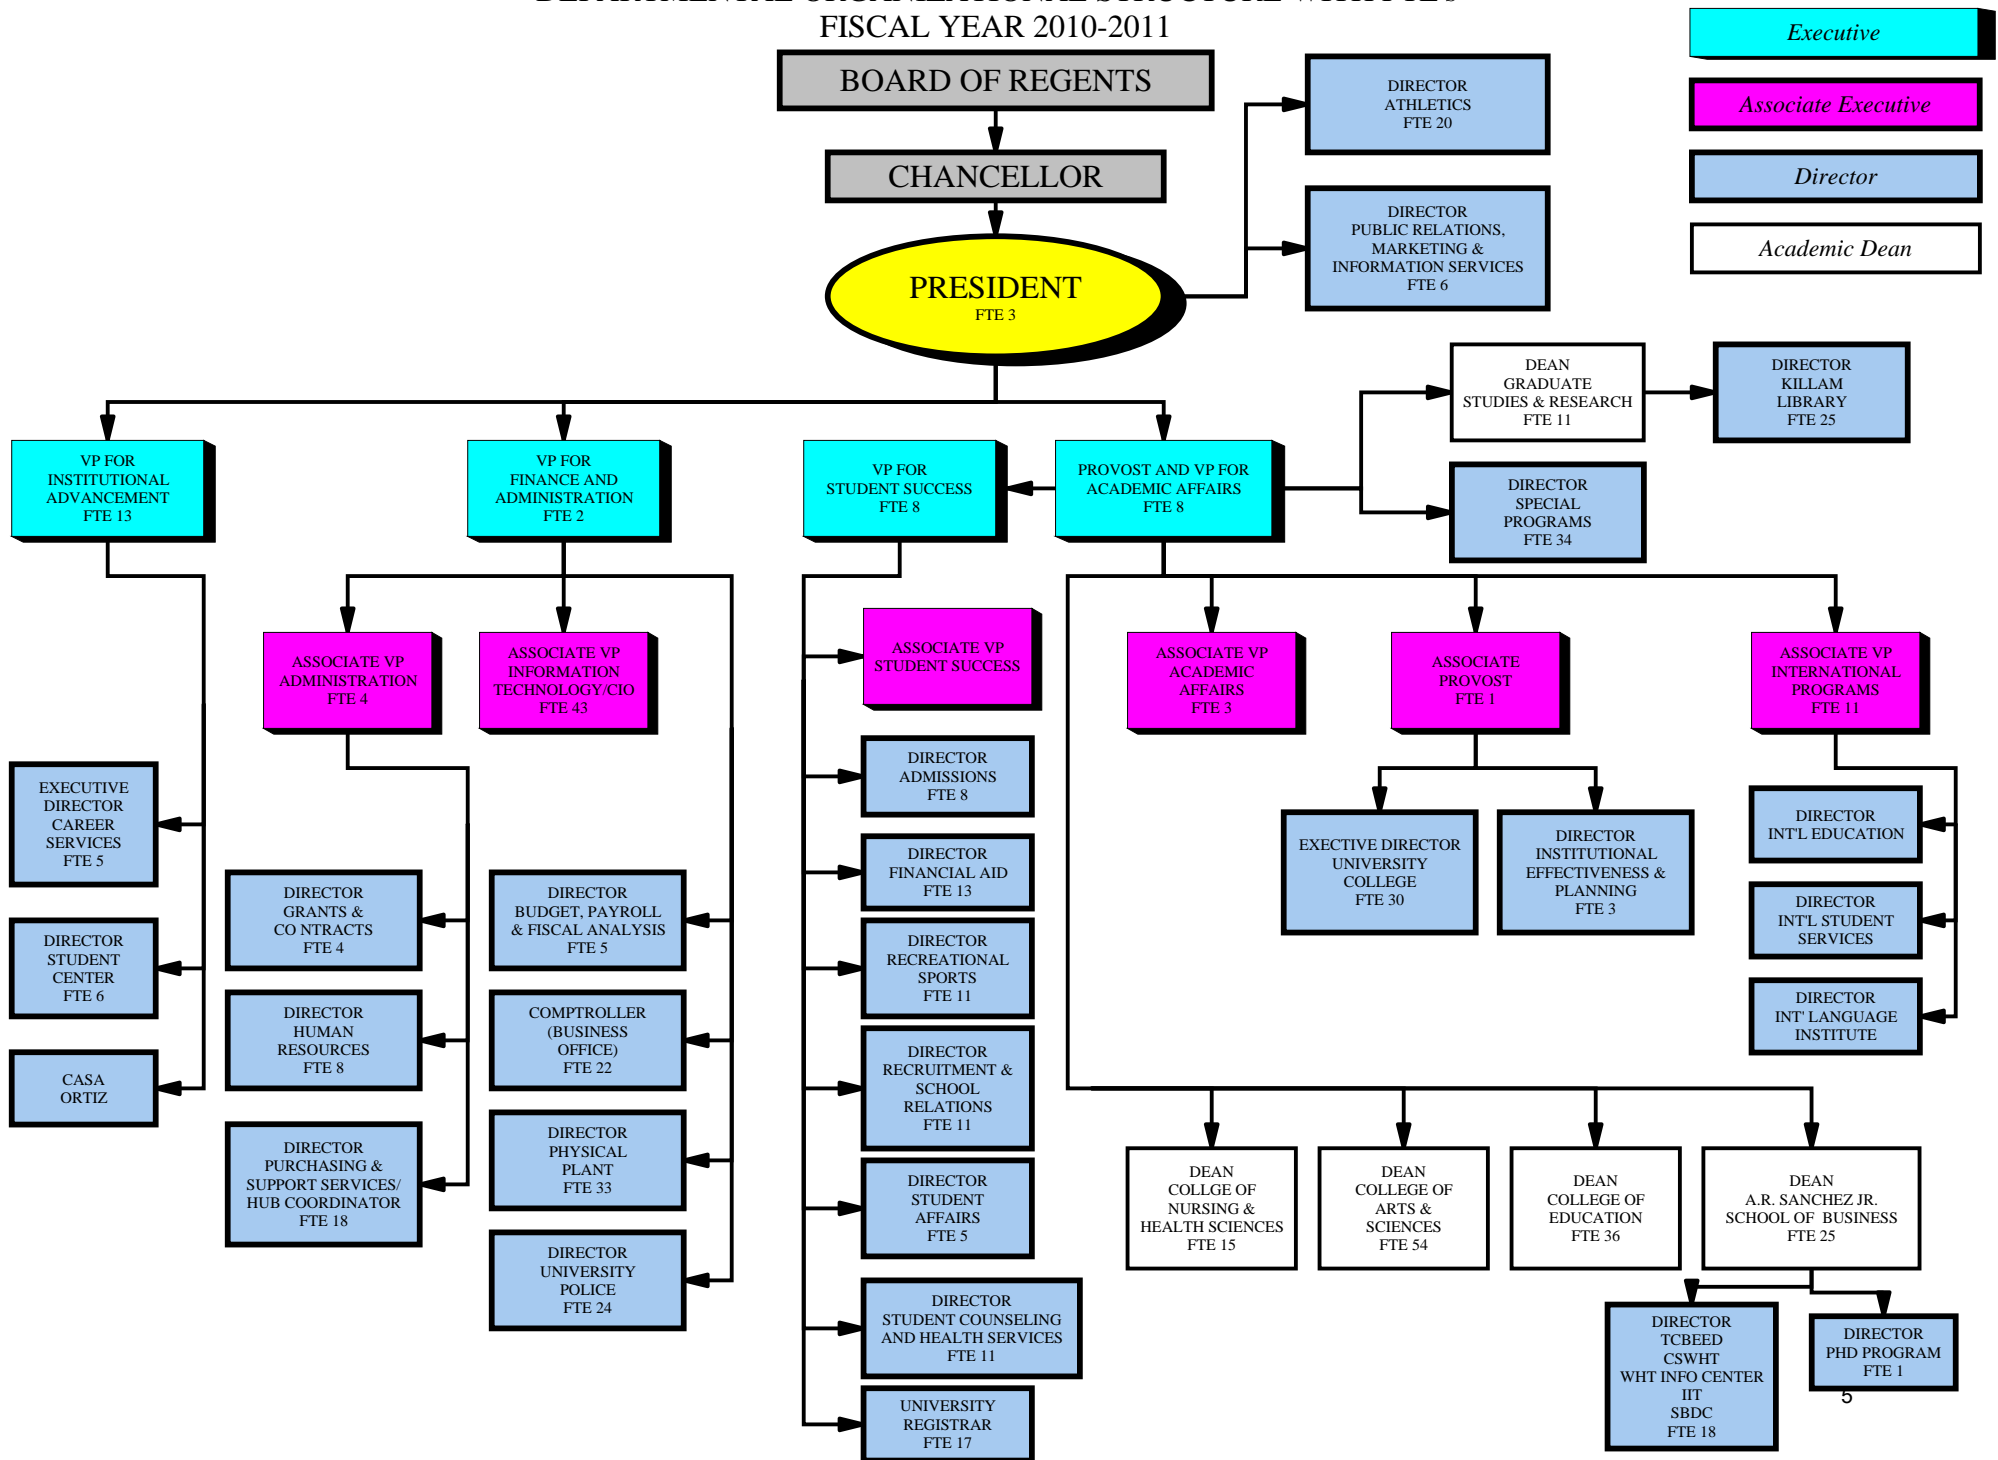 DEPARTMENTAL ORGANIZATIONAL STRUCTURE WITH FTE's
FISCAL YEAR 2010-2011
BOARD OF REGENTS
CHANCELLOR
PRESIDENT
FTE 3
DIRECTOR
ATHLETICS
FTE 20
DIRECTOR
PUBLIC RELATIONS,
MARKETING &
INFORMATION SERVICES
FTE 6
Executive
Associate Executive
Director
Academic Dean
DEAN
GRADUATE
STUDIES & RESEARCH
FTE 11
DIRECTOR
KILLAM
LIBRARY
FTE 25
VP FOR
INSTITUTIONAL
ADVANCEMENT
FTE 13
VP FOR
FINANCE AND
ADMINISTRATION
FTE 2
VP FOR
STUDENT SUCCESS
FTE 8
PROVOST AND VP FOR
ACADEMIC AFFAIRS
FTE 8
DIRECTOR
SPECIAL
PROGRAMS
FTE 34
ASSOCIATE VP
ADMINISTRATION
FTE 4
ASSOCIATE VP
INFORMATION
TECHNOLOGY/CIO
FTE 43
ASSOCIATE VP
STUDENT SUCCESS
ASSOCIATE VP
ACADEMIC
AFFAIRS
FTE 3
ASSOCIATE
PROVOST
FTE 1
ASSOCIATE VP
INTERNATIONAL
PROGRAMS
FTE 11
EXECUTIVE
DIRECTOR
CAREER
SERVICES
FTE 5
DIRECTOR
STUDENT
CENTER
FTE 6
CASA
ORTIZ
DIRECTOR
GRANTS &
CO NTRACTS
FTE 4
DIRECTOR
HUMAN
RESOURCES
FTE 8
DIRECTOR
PURCHASING &
SUPPORT SERVICES/
HUB COORDINATOR
FTE 18
DIRECTOR
BUDGET, PAYROLL
& FISCAL ANALYSIS
FTE 5
COMPTROLLER
(BUSINESS
OFFICE)
FTE 22
DIRECTOR
PHYSICAL
PLANT
FTE 33
DIRECTOR
UNIVERSITY
POLICE
FTE 24
DIRECTOR
ADMISSIONS
FTE 8
DIRECTOR
FINANCIAL AID
FTE 13
DIRECTOR
RECREATIONAL
SPORTS
FTE 11
DIRECTOR
RECRUITMENT &
SCHOOL
RELATIONS
FTE 11
DIRECTOR
STUDENT
AFFAIRS
FTE 5
DIRECTOR
STUDENT COUNSELING
AND HEALTH SERVICES
FTE 11
UNIVERSITY
REGISTRAR
FTE 17
EXECTIVE DIRECTOR
UNIVERSITY
COLLEGE
FTE 30
DIRECTOR
INSTITUTIONAL
EFFECTIVENESS &
PLANNING
FTE 3
DIRECTOR
INT'L EDUCATION
DIRECTOR
INT'L STUDENT
SERVICES
DIRECTOR
INT' LANGUAGE
INSTITUTE
DEAN
COLLGE OF
NURSING &
HEALTH SCIENCES
FTE 15
DEAN
COLLEGE OF
ARTS &
SCIENCES
FTE 54
DEAN
COLLEGE OF
EDUCATION
FTE 36
DEAN
A.R. SANCHEZ JR.
SCHOOL OF BUSINESS
FTE 25
DIRECTOR
TCBEED
CSWHT
WHT INFO CENTER
IIT
SBDC
FTE 18
DIRECTOR
PHD PROGRAM
FTE 1
5